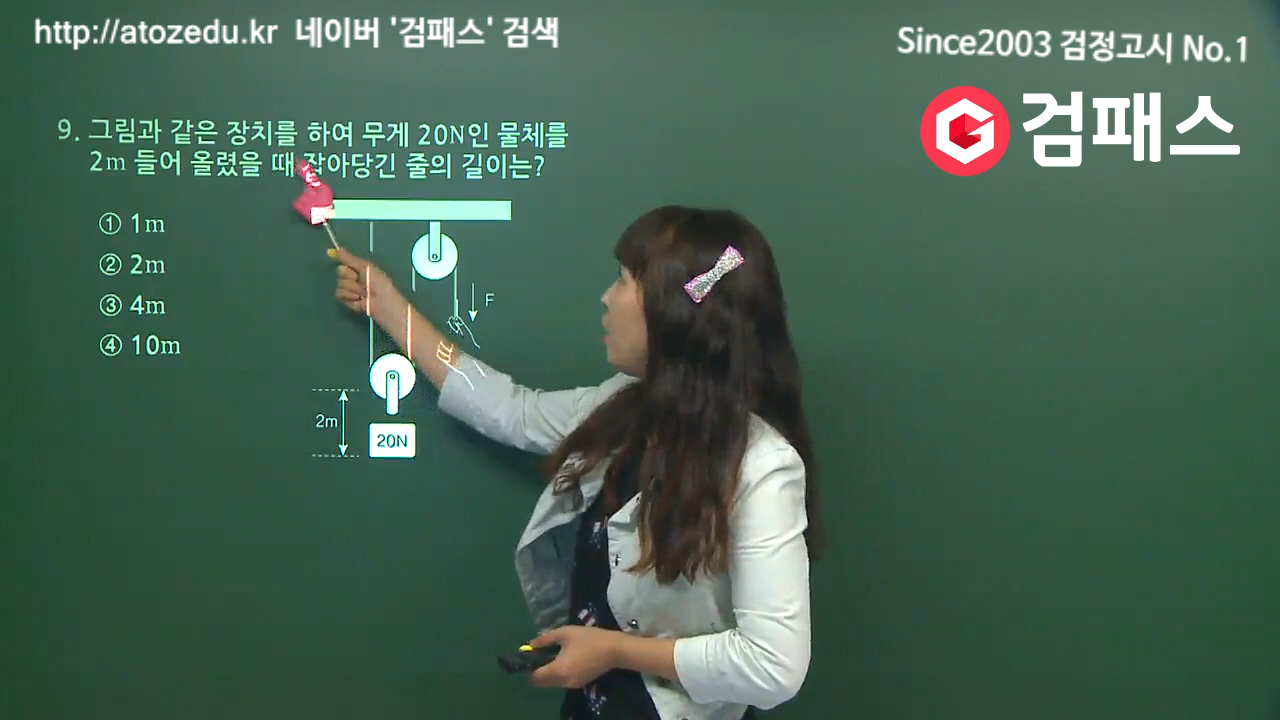 http://atozedu.kr 네이버 '검패스' 검색
Since2003 검정고시 No.1
검패스
9. 그림과 같은 장치를 하여 무게 20N인 물체를
2m 들어 올렸을 때 잡아당긴 줄의 길이는?
① 1m
② 2m
③ 4m
④ 10m
F
2m
20N